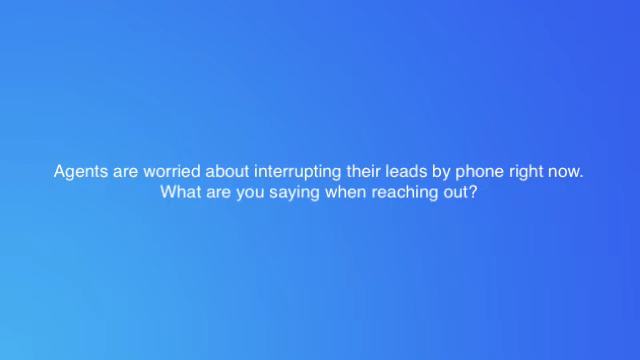 Agents are worried about interrupting their leads by phone right now.
What are you saying when reaching out?